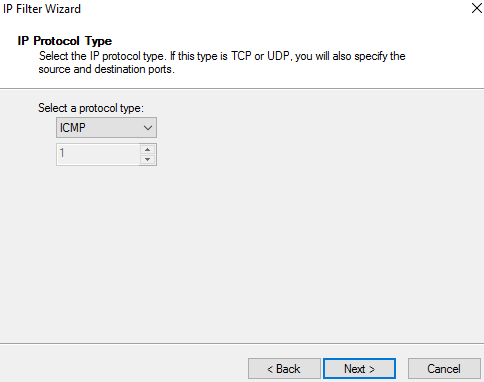 IP Filter Wizard
IP Protocol Type
Select the IP protocol type. If this type is TCP or UDP, you will also specify the
source and destination ports.
Select a protocol type:
ICMP
1
< Back Next > Cancel